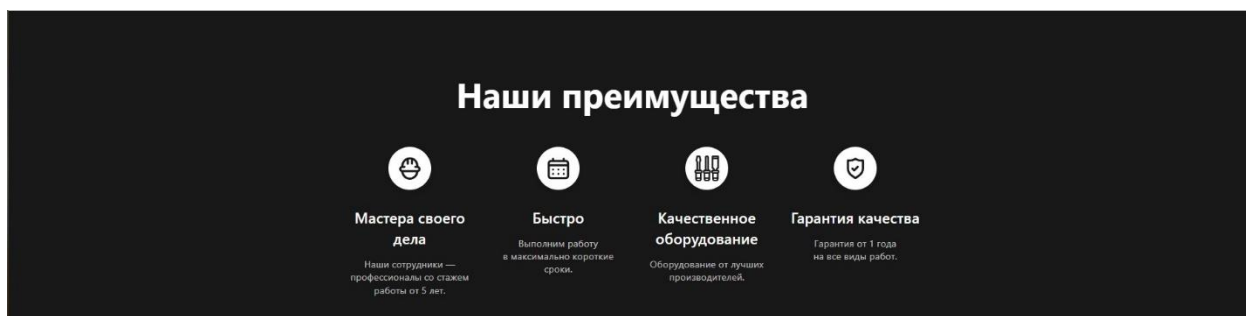 Наши преимущества
Мастера своего
дела
Наши сотрудники —
профессионалы со стажем
работы от 5 лет.
Быстро
Выполним работу
в максимально короткие
сроки.
Качественное
оборудование
Оборудование от лучших
производителей.
Гарантия качества
Гарантия от 1 года
на все виды работ.